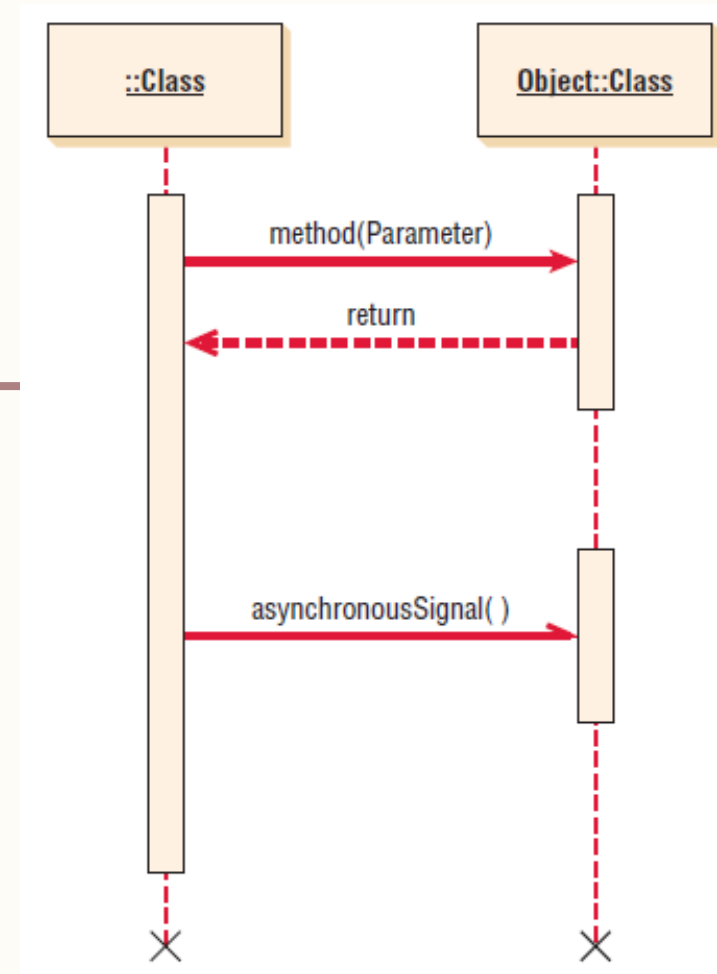 ::Class
Object::Class
method(Parameter)
return
asynchronousSignal( )